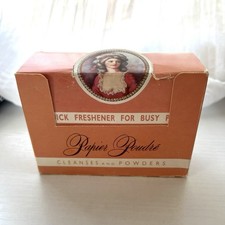 ICK FRESHENER FOR BUSY P
Papier Poudré
CLEANSES AND POWDERS